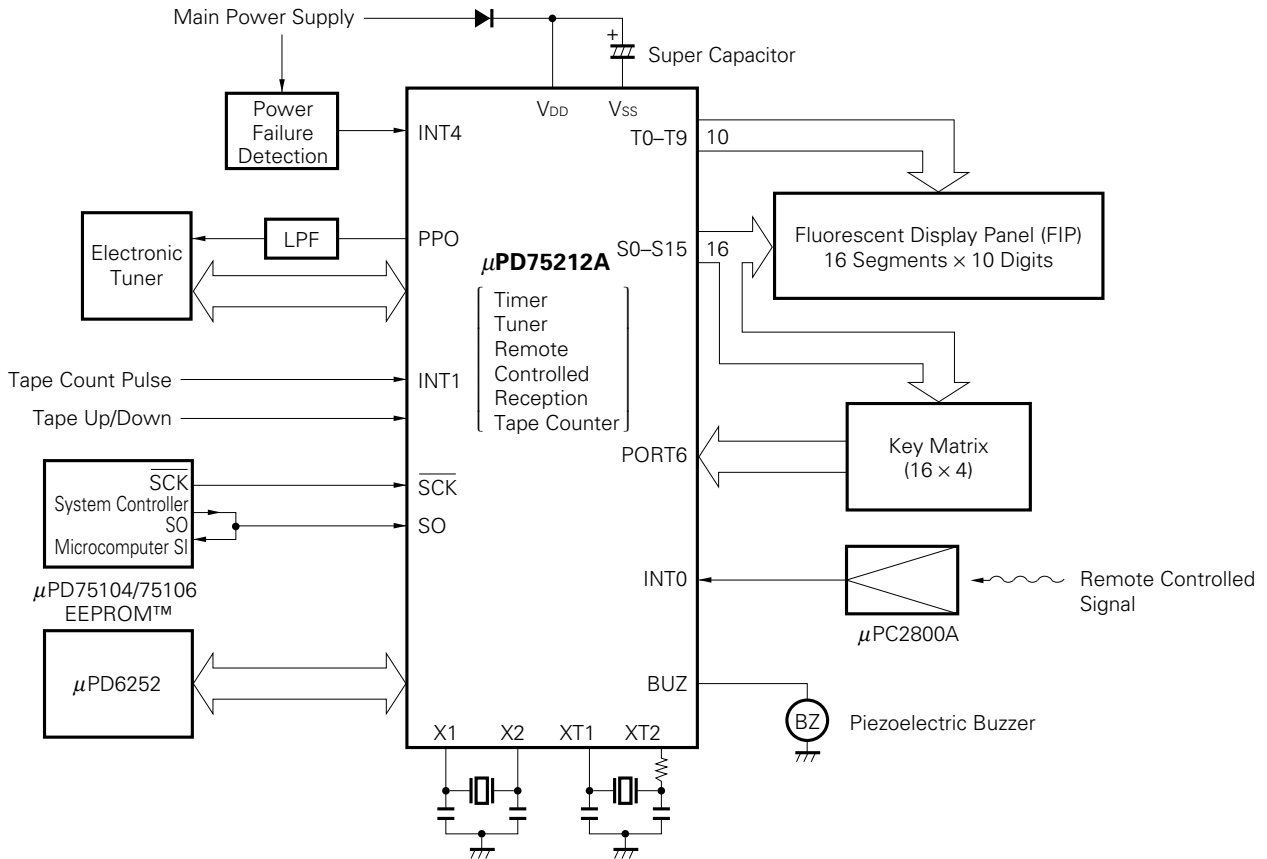 Main Power Supply
+
Super Capacitor
Power
Failure
Detection
INT4
VDD
VSS
T0–T9
10
Electronic
Tuner
LPF
PPO
μPD75212A
Timer
Tuner
Remote
Controlled
Reception
Tape Counter
S0–S15
16
Fluorescent Display Panel (FIP)
16 Segments × 10 Digits
Tape Count Pulse
INT1
Tape Up/Down
PORT6
Key Matrix
(16 × 4)
SCK
System Controller
SO
Microcomputer SI
SCK
SO
μPD75104/75106
EEPROM™
μPD6252
INT0
μPC2800A
Remote Controlled
Signal
BUZ
BZ
Piezoelectric Buzzer
X1
X2
XT1
XT2